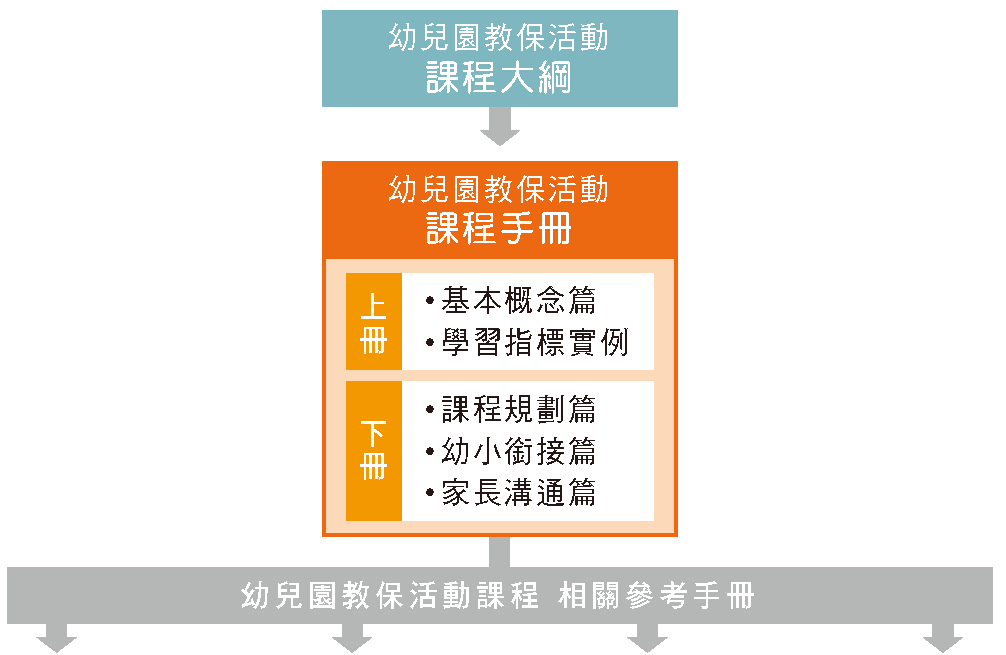 幼兒園教保活動
課程大綱
幼兒園教保活動
課程手冊
上冊
•基本概念篇
•學習指標實例
下冊
•課程規劃篇
•幼小銜接篇
•家長溝通篇
幼兒園教保活動課程 相關參考手冊